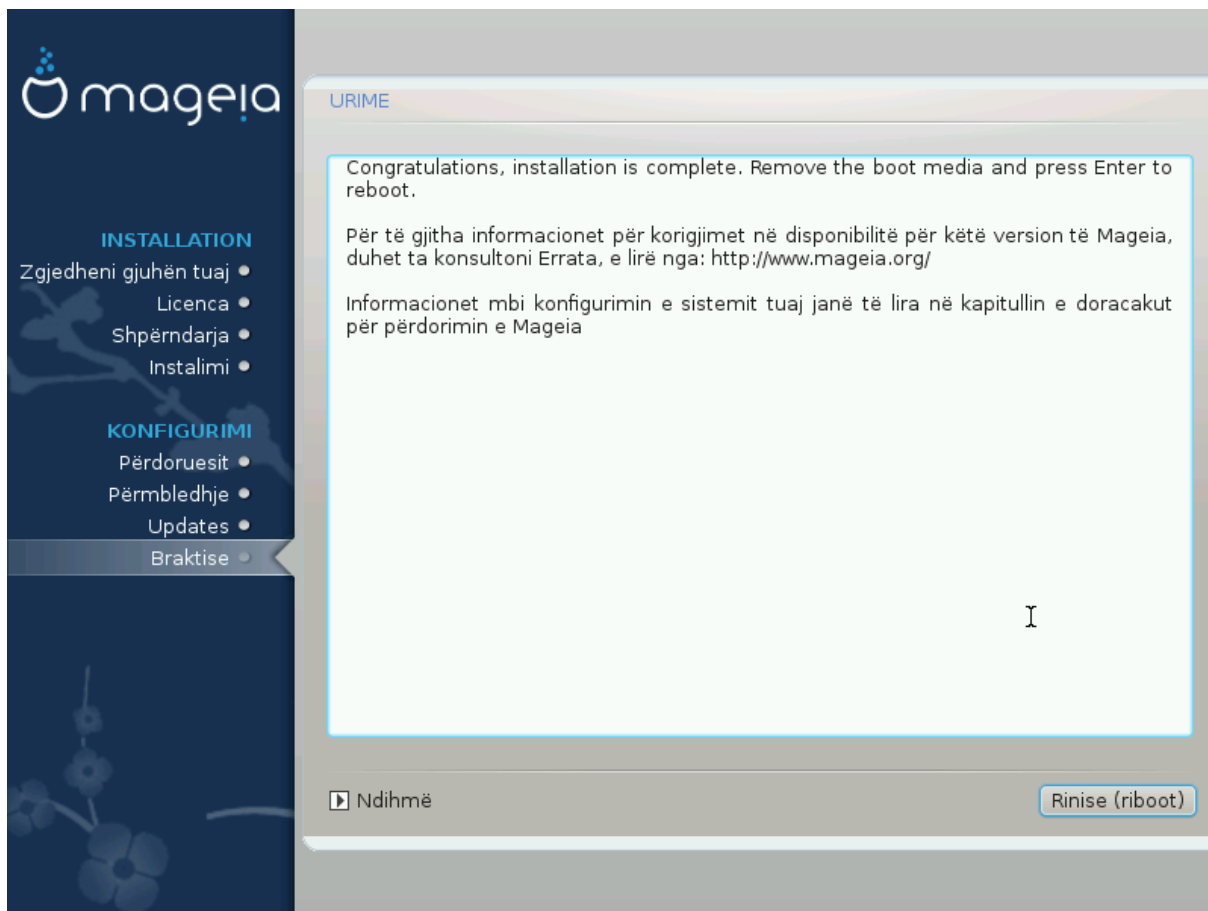 mageia
INSTALLATION
Zgjedheni gjuhën tuaj
Licenca
Shpërndarja
Instalimi
KONFIGURIMI
Përdoruesit
Përmbledhje
Updates
Braktise
URIME
Congratulations, installation is complete. Remove the boot media and press Enter to
reboot.
Për të gjitha informacionet për korigjimet në disponibilitë për këtë version të Mageia,
duhet ta konsultoni Errata, e lirë nga: http://www.mageia.org/
Informacionet mbi konfigurimin e sistemit tuaj janë të lira në kapitullin e doracakut
për përdorimin e Mageia
Ndihmë
Rinise (riboot)